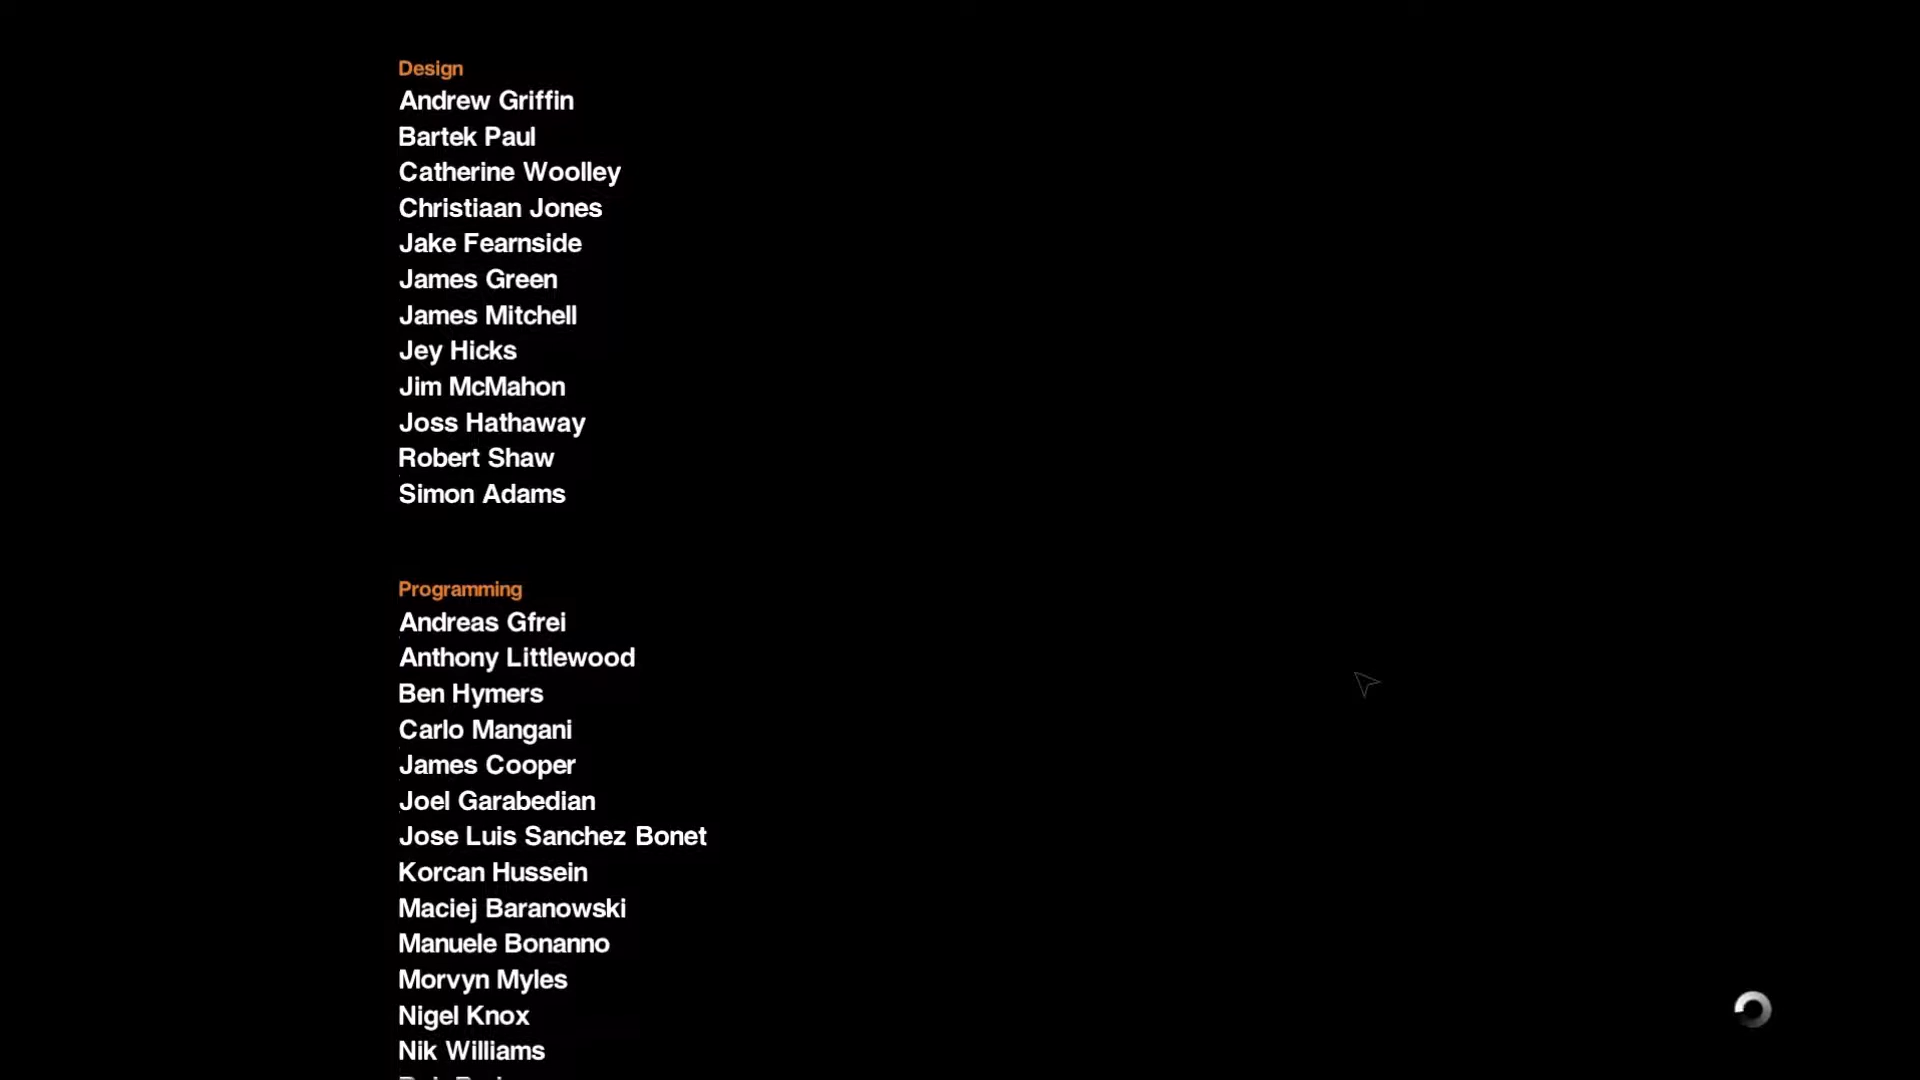 Design
Andrew Griffin
Bartek Paul
Catherine Woolley
Christiaan Jones
Jake Fearnside
James Green
James Mitchell
Jey Hicks
Jim McMahon
Joss Hathaway
Robert Shaw
Simon Adams
Programming
Andreas Gfrei
Anthony Littlewood
Ben Hymers
Carlo Mangani
James Cooper
Joel Garabedian
Jose Luis Sanchez Bonet
Korcan Hussein
Maciej Baranowski
Manuele Bonanno
Morvyn Myles
Nigel Knox
Nik Williams